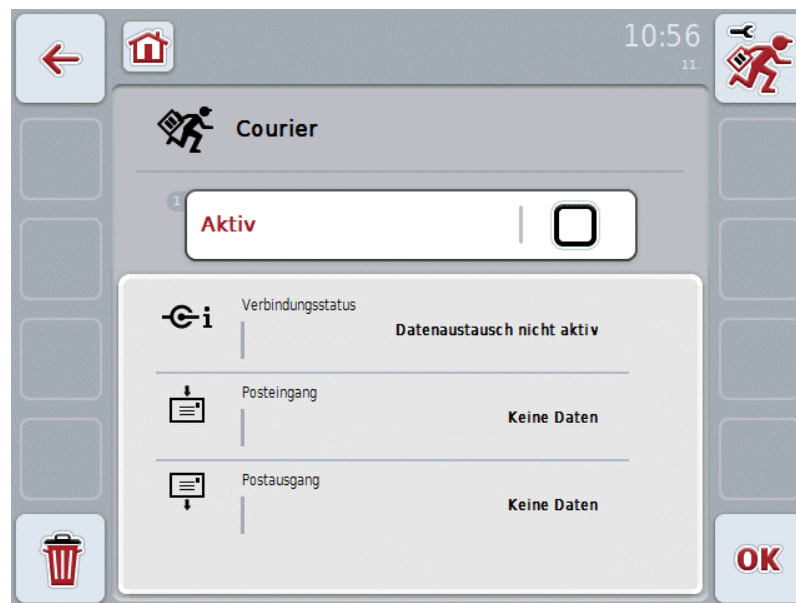 10:56
11.
Courier
1
Aktiv
Verbindungsstatus
Datenaustausch nicht aktiv
Posteingang
Keine Daten
Postausgang
Keine Daten
OK